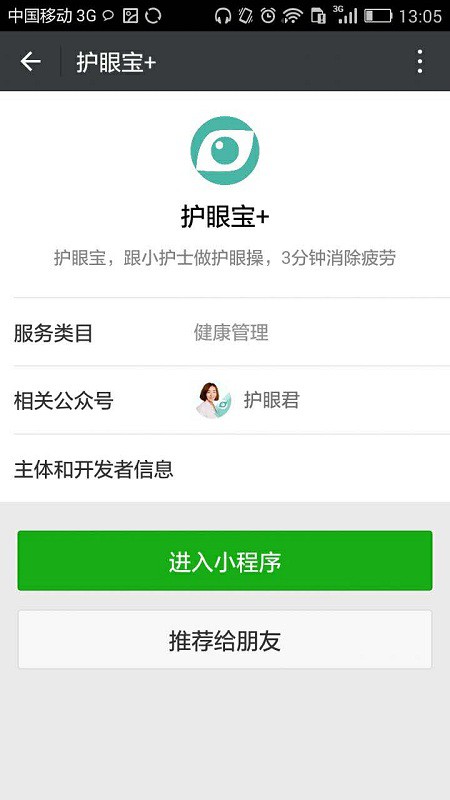 中国移动 3G 3G 13:05
护眼宝+
护眼宝+
护眼宝，跟小护士做护眼操，3分钟消除疲劳
服务类目 健康管理
相关公众号 护眼君
主体和开发者信息
进入小程序
推荐给朋友